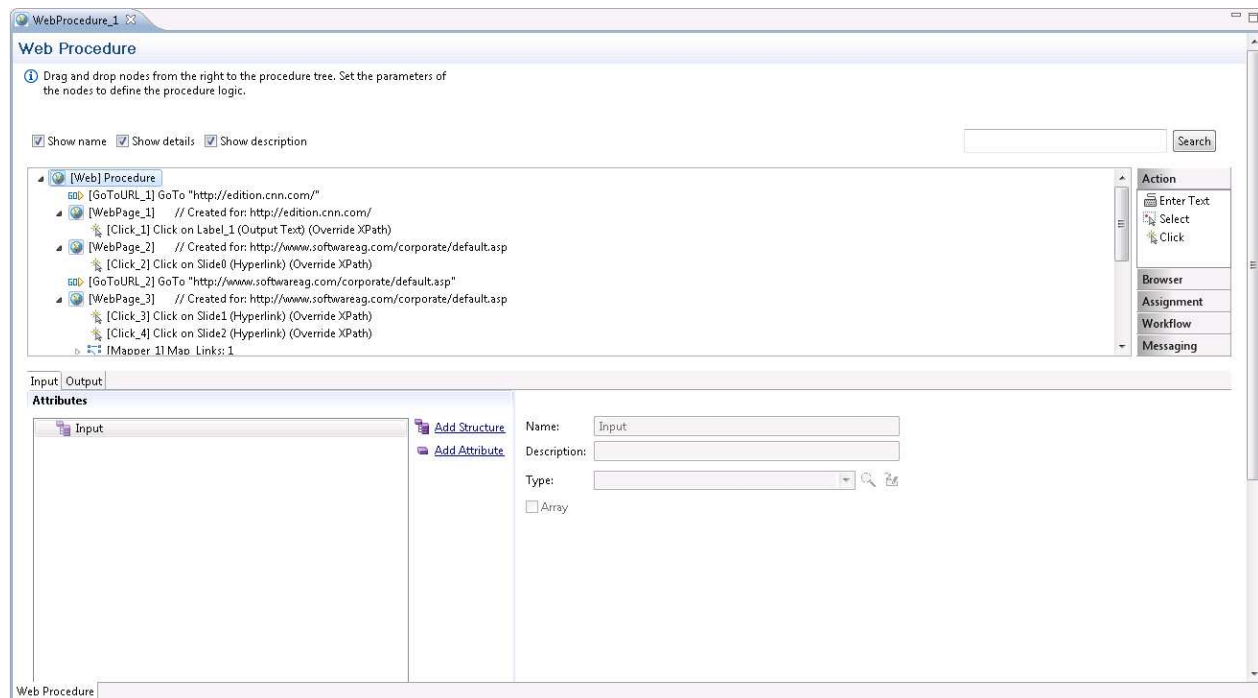 WebProcedure_1
Web Procedure
Drag and drop nodes from the right to the procedure tree. Set the parameters of
the nodes to define the procedure logic.
Show name Show details Show description
Search
[Web] Procedure
[GoToURL_1] GoTo "http://edition.cnn.com/"
[WebPage_1] // Created for: http://edition.cnn.com/
[Click_1] Click on Label_1 (Output Text) (Override XPath)
[WebPage_2] // Created for: http://www.softwareag.com/corporate/default.asp
[Click_2] Click on Slide0 (Hyperlink) (Override XPath)
[GoToURL_2] GoTo "http://www.softwareag.com/corporate/default.asp"
[WebPage_3] // Created for: http://www.softwareag.com/corporate/default.asp
[Click_3] Click on Slide1 (Hyperlink) (Override XPath)
[Click_4] Click on Slide2 (Hyperlink) (Override XPath)
[Mapper_1] Map Links: 1
Action
Enter Text
Select
Click
Browser
Assignment
Workflow
Messaging
Input Output
Attributes
Input
Add Structure
Add Attribute
Name: Input
Description:
Type:
Array
Web Procedure